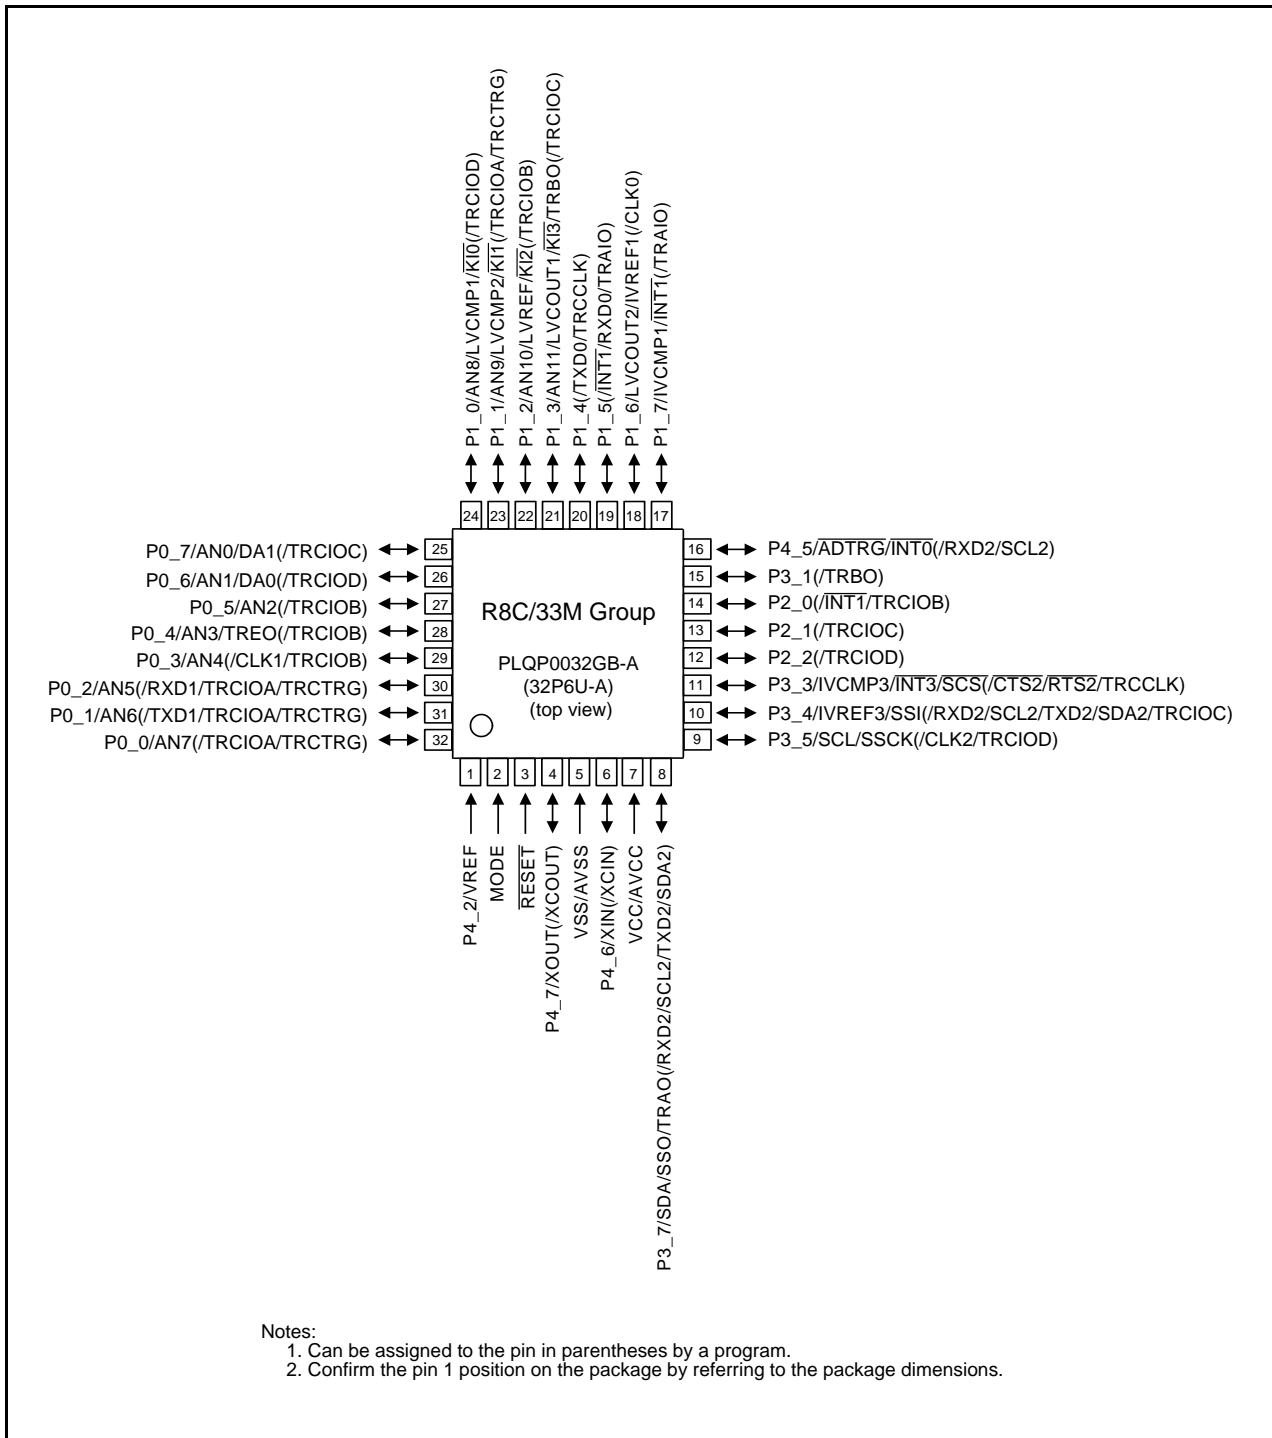 P1_0/AN8/LVCMP1/KI0(/TRCIOD)
P1_1/AN9/LVCMP2/KI1(/TRCIOA/TRCTRG)
P1_2/AN10/LVREF/KI2(/TRCIOB)
P1_3/AN11/LVCOUT1/KI3/TRBO(/TRCIOC)
P1_4(/TXD0/TRCCLK)
P1_5(/INT1/RXD0/TRAIO)
P1_6/LVCOUT2/IVREF1(/CLK0)
P1_7/IVCMP1/INT1(/TRAIO)
24 23 22 21 20 19 18 17
P0_7/AN0/DA1(/TRCIOC) 25
P0_6/AN1/DA0(/TRCIOD) 26
P0_5/AN2(/TRCIOB) 27
P0_4/AN3/TREO(/TRCIOB) 28
P0_3/AN4(/CLK1/TRCIOB) 29
P0_2/AN5(/RXD1/TRCIOA/TRCTRG) 30
P0_1/AN6(/TXD1/TRCIOA/TRCTRG) 31
P0_0/AN7(/TRCIOA/TRCTRG) 32
R8C/33M Group
PLQP0032GB-A
(32P6U-A)
(top view)
16 P4_5/ADTRG/INT0(/RXD2/SCL2)
15 P3_1(/TRBO)
14 P2_0(/INT1/TRCIOB)
13 P2_1(/TRCIOC)
12 P2_2(/TRCIOD)
11 P3_3/IVCMP3/INT3/SCS(/CTS2/RTS2/TRCCLK)
10 P3_4/IVREF3/SSI(/RXD2/SCL2/TXD2/SDA2/TRCIOC)
9 P3_5/SCL/SSCK(/CLK2/TRCIOD)
1 2 3 4 5 6 7 8
P4_2/VREF
MODE
RESET
P4_7/XOUT(/XCOUT)
VSS/AVSS
P4_6/XIN(/XCIN)
VCC/AVCC
P3_7/SDA/SSO/TRAO(/RXD2/SCL2/TXD2/SDA2)
Notes:
1. Can be assigned to the pin in parentheses by a program.
2. Confirm the pin 1 position on the package by referring to the package dimensions.